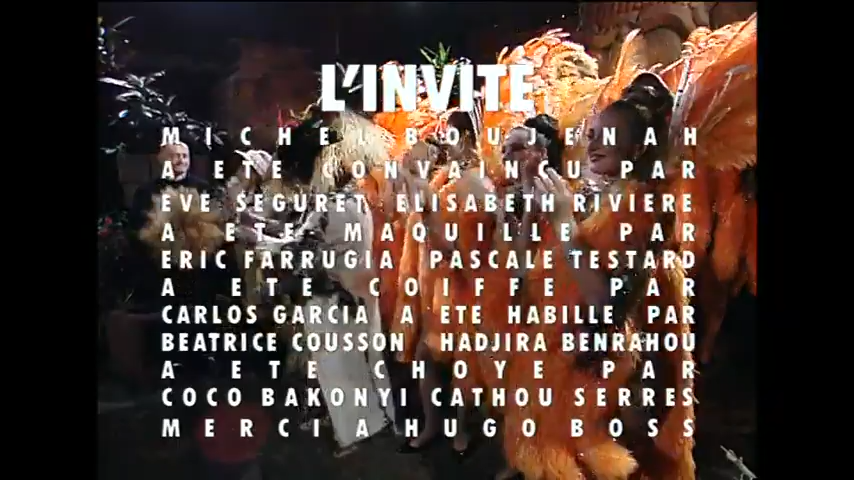 L'INVITE
MICHEL BOUJENAH
A ETE CONVAINCU PAR
EVE SEGURET ELISABETH RIVIERE
A ETE MAQUILLE PAR
ERIC FARRUGIA PASCALE TESTARD
A ETE COIFFE PAR
CARLOS GARCIA A ETE HABILLE PAR
BEATRICE COUSSON HADJIRA BENRAHOU
A ETE CHOYE PAR
COCO BAKONYI CATHOU SERRES
MERCI A HUGO BOSS